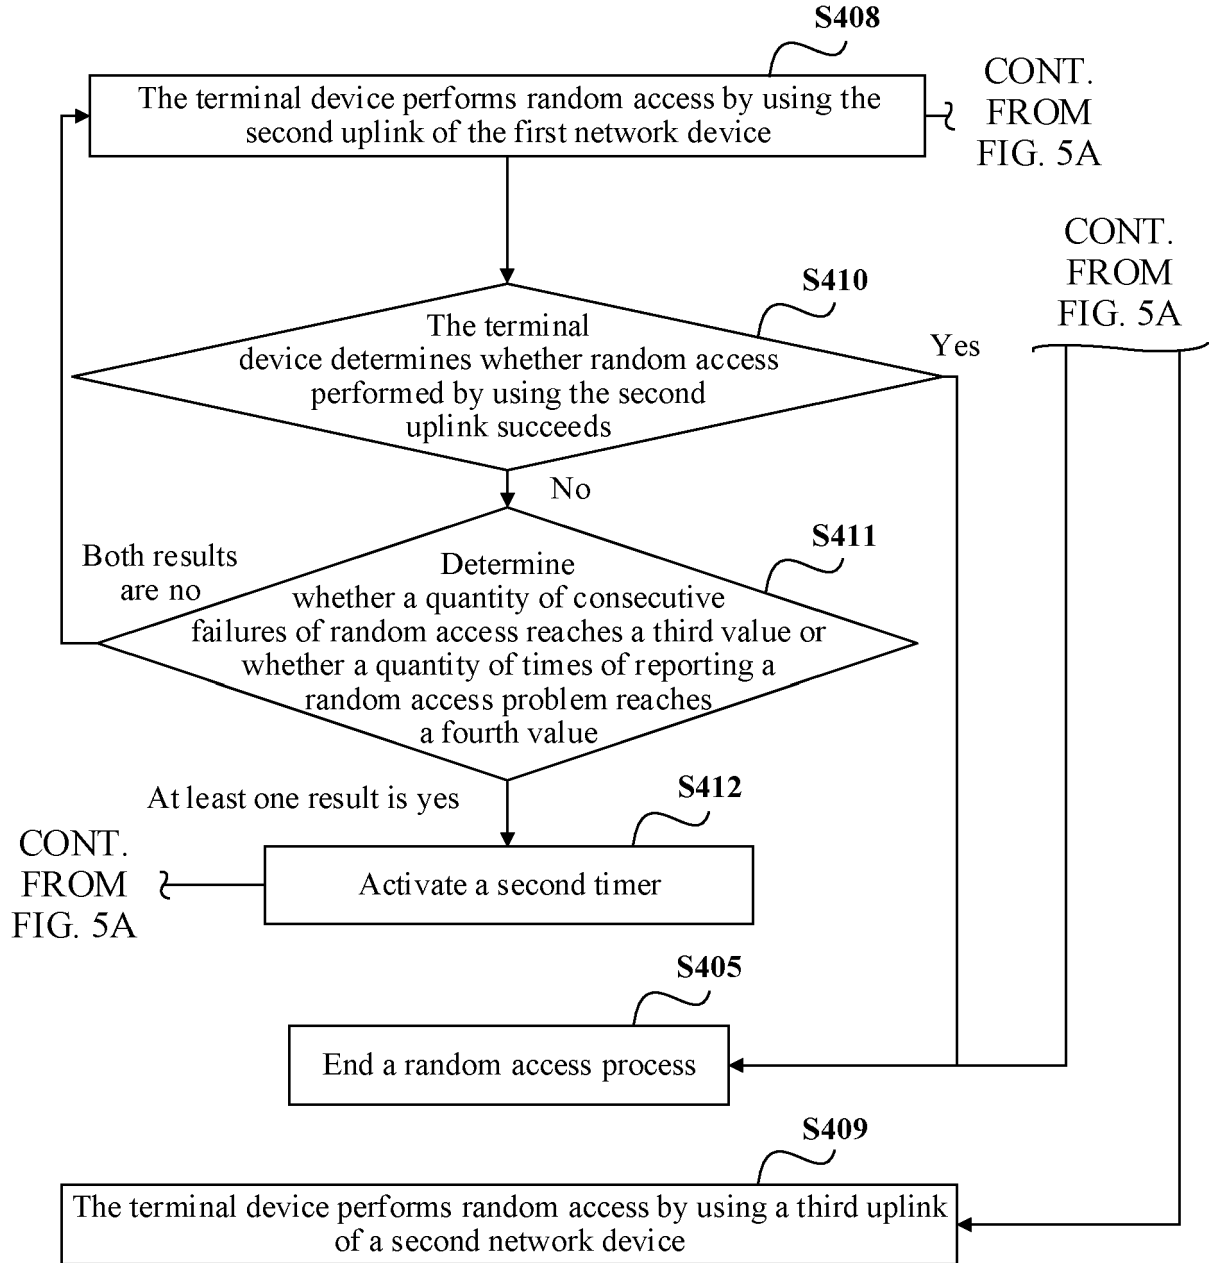 S408
The terminal device performs random access by using the
second uplink of the first network device
CONT.
FROM
FIG. 5A
CONT.
FROM
FIG. 5A
S410
The terminal
device determines whether random access
performed by using the second
uplink succeeds
Yes
No
S411
Both results
are no
Determine
whether a quantity of consecutive
failures of random access reaches a third value or
whether a quantity of times of reporting a
random access problem reaches
a fourth value
At least one result is yes
S412
CONT.
FROM
FIG. 5A
Activate a second timer
S405
End a random access process
S409
The terminal device performs random access by using a third uplink
of a second network device